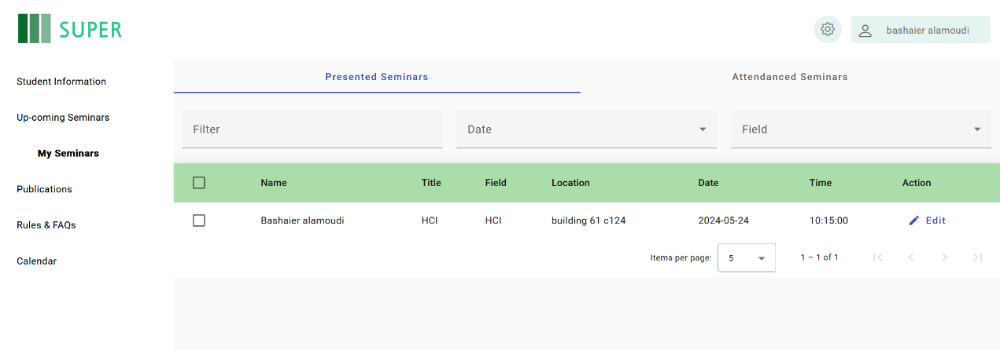 SUPER
bashaier alamoudi
Student Information
Up-coming Seminars
My Seminars
Publications
Rules & FAQs
Calendar
Presented Seminars Attendanced Seminars
Filter Date Field
Name Title Field Location Date Time Action
Bashaier alamoudi HCI HCI building 61 c124 2024-05-24 10:15:00 Edit
Items per page: 5 1 – 1 of 1